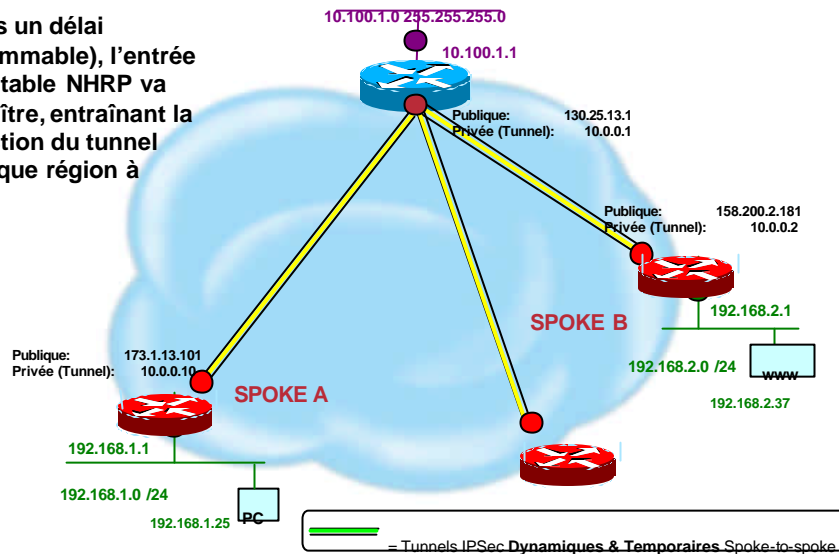 s un délai
ammable), l'entrée
table NHRP va
ître, entraînant la
tion du tunnel
que région à
10.100.1.0 255.255.255.0
10.100.1.1
Publique: 130.25.13.1
Privée (Tunnel): 10.0.0.1
Publique: 158.200.2.181
Privée (Tunnel): 10.0.0.2
SPOKE B
192.168.2.1
192.168.2.0 /24
www
192.168.2.37
Publique: 173.1.13.101
Privée (Tunnel): 10.0.0.10
SPOKE A
192.168.1.1
192.168.1.0 /24
192.168.1.25
PC
= Tunnels IPSec Dynamiques & Temporaires Spoke-to-spoke